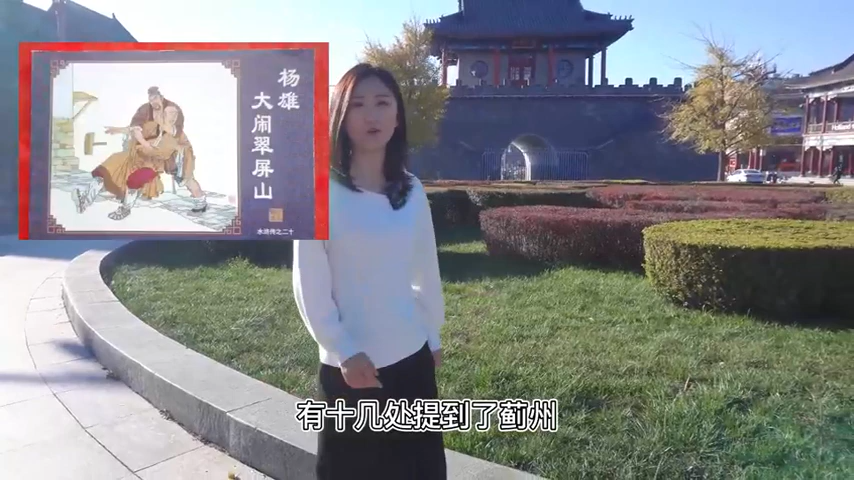 杨雄
大闹翠屏山
水浒传之二十
有十几处提到了蓟州